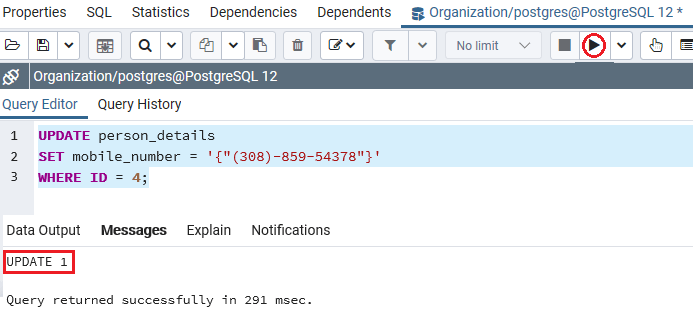 Properties SQL Statistics Dependencies Dependents Organization/postgres@PostgreSQL 12 *
No limit
Organization/postgres@PostgreSQL 12
Query Editor Query History
1 UPDATE person_details
2 SET mobile_number = '{"(308)-859-54378"}'
3 WHERE ID = 4;
Data Output Messages Explain Notifications
UPDATE 1
Query returned successfully in 291 msec.